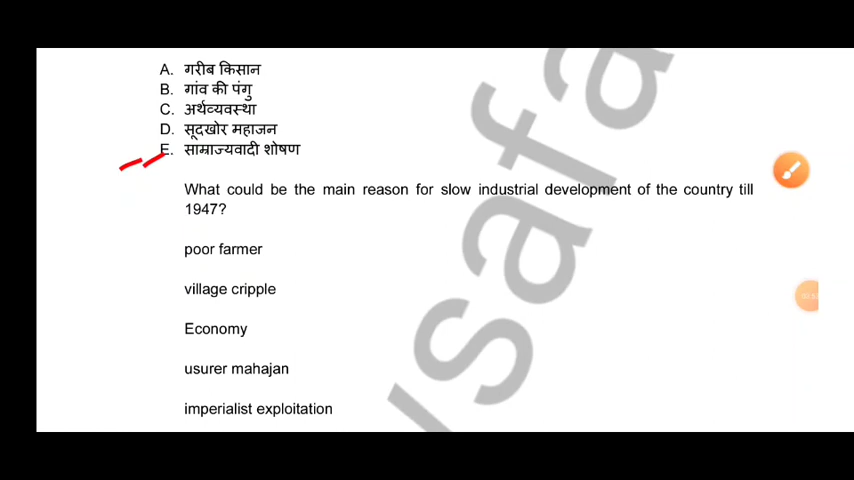 A. गरीब किसान
B. गांव की पंगु
C. अर्थव्यवस्था
D. सूदखोर महाजन
E. साम्राज्यवादी शोषण
What could be the main reason for slow industrial development of the country till
1947?
poor farmer
village cripple
Economy
usurer mahajan
imperialist exploitation
usafa